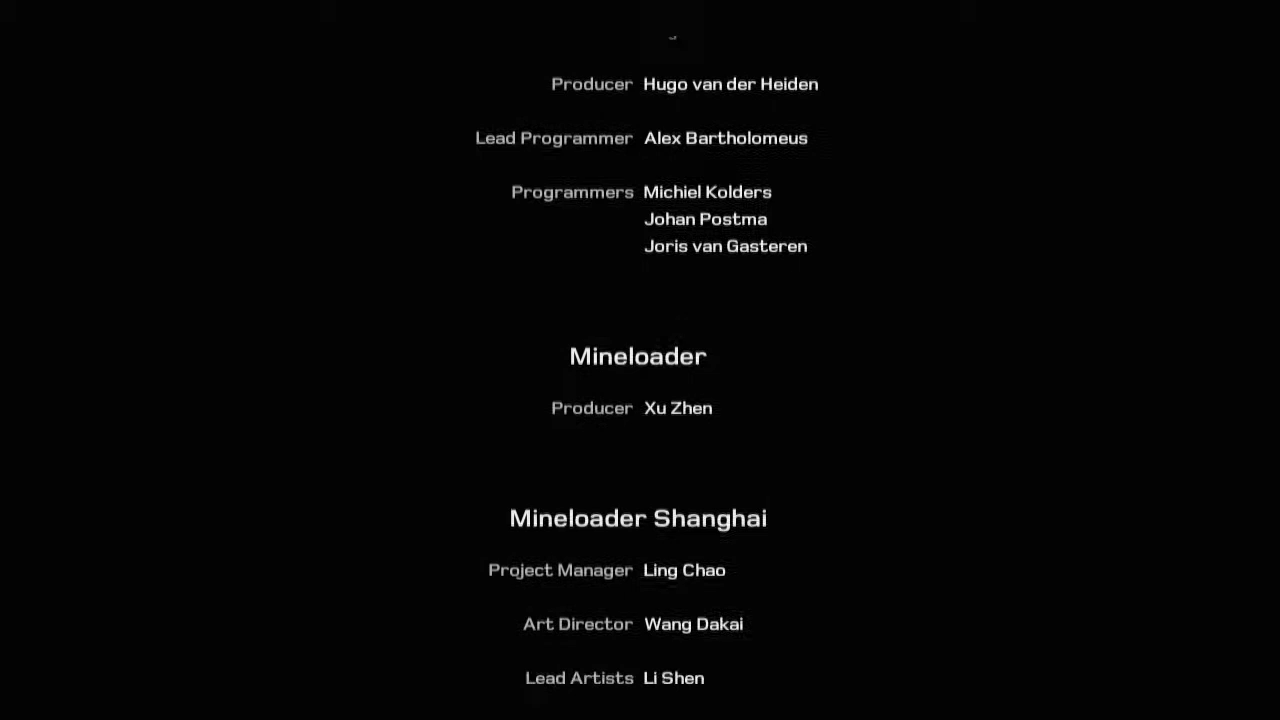 Producer Hugo van der Heiden
Lead Programmer Alex Bartholomeus
Programmers Michiel Kolders
Johan Postma
Joris van Gasteren
Mineloader
Producer Xu Zhen
Mineloader Shanghai
Project Manager Ling Chao
Art Director Wang Dakai
Lead Artists Li Shen